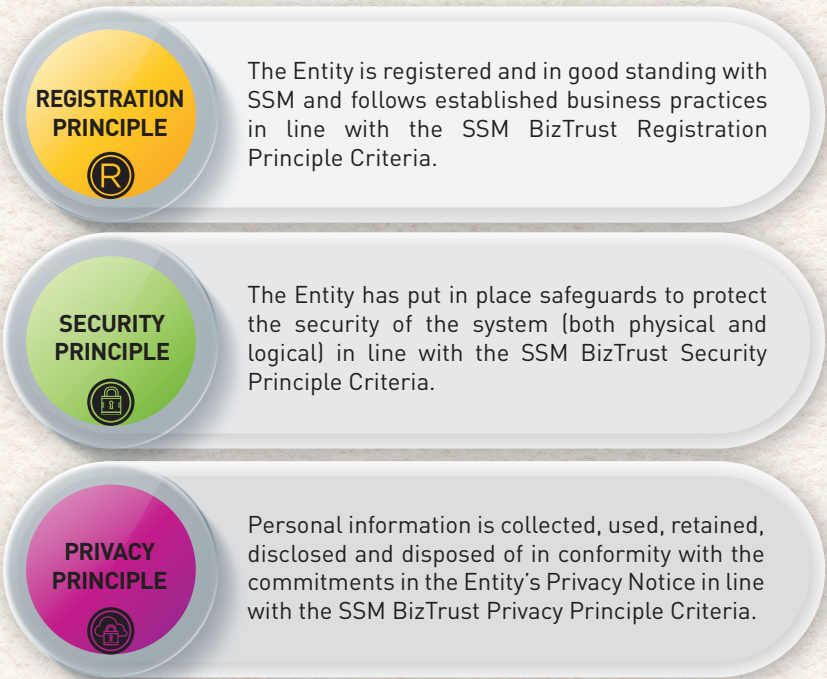 REGISTRATION
PRINCIPLE
R
The Entity is registered and in good standing with
SSM and follows established business practices
in line with the SSM BizTrust Registration
Principle Criteria.
SECURITY
PRINCIPLE
The Entity has put in place safeguards to protect
the security of the system (both physical and
logical) in line with the SSM BizTrust Security
Principle Criteria.
PRIVACY
PRINCIPLE
Personal information is collected, used, retained,
disclosed and disposed of in conformity with the
commitments in the Entity's Privacy Notice in line
with the SSM BizTrust Privacy Principle Criteria.